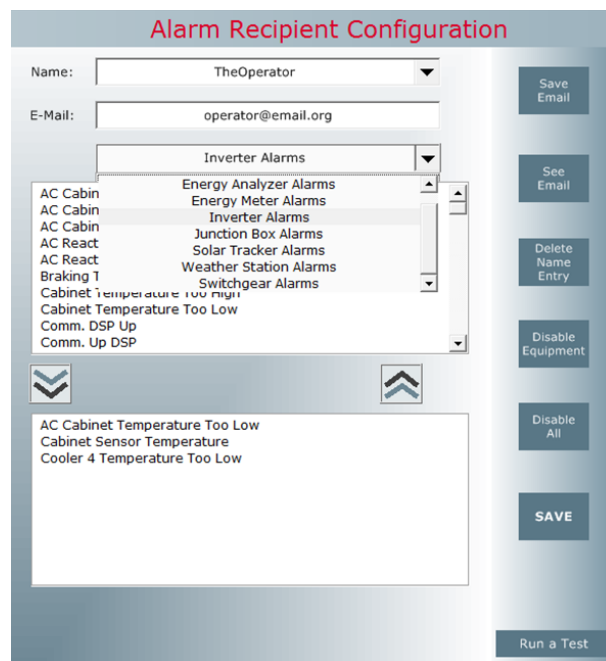 Alarm Recipient Configuration
Name:
TheOperator
E-Mail:
operator@email.org
Inverter Alarms
Energy Analyzer Alarms
Energy Meter Alarms
Inverter Alarms
Junction Box Alarms
Solar Tracker Alarms
Weather Station Alarms
Switchgear Alarms
AC Cabin
AC Cabin
AC Cabin
AC React
AC React
Braking T
Cabinet Temperature Too High
Cabinet Temperature Too Low
Comm. DSP Up
Comm. Up DSP
AC Cabinet Temperature Too Low
Cabinet Sensor Temperature
Cooler 4 Temperature Too Low
Save
Email
See
Email
Delete
Name
Entry
Disable
Equipment
Disable
All
SAVE
Run a Test